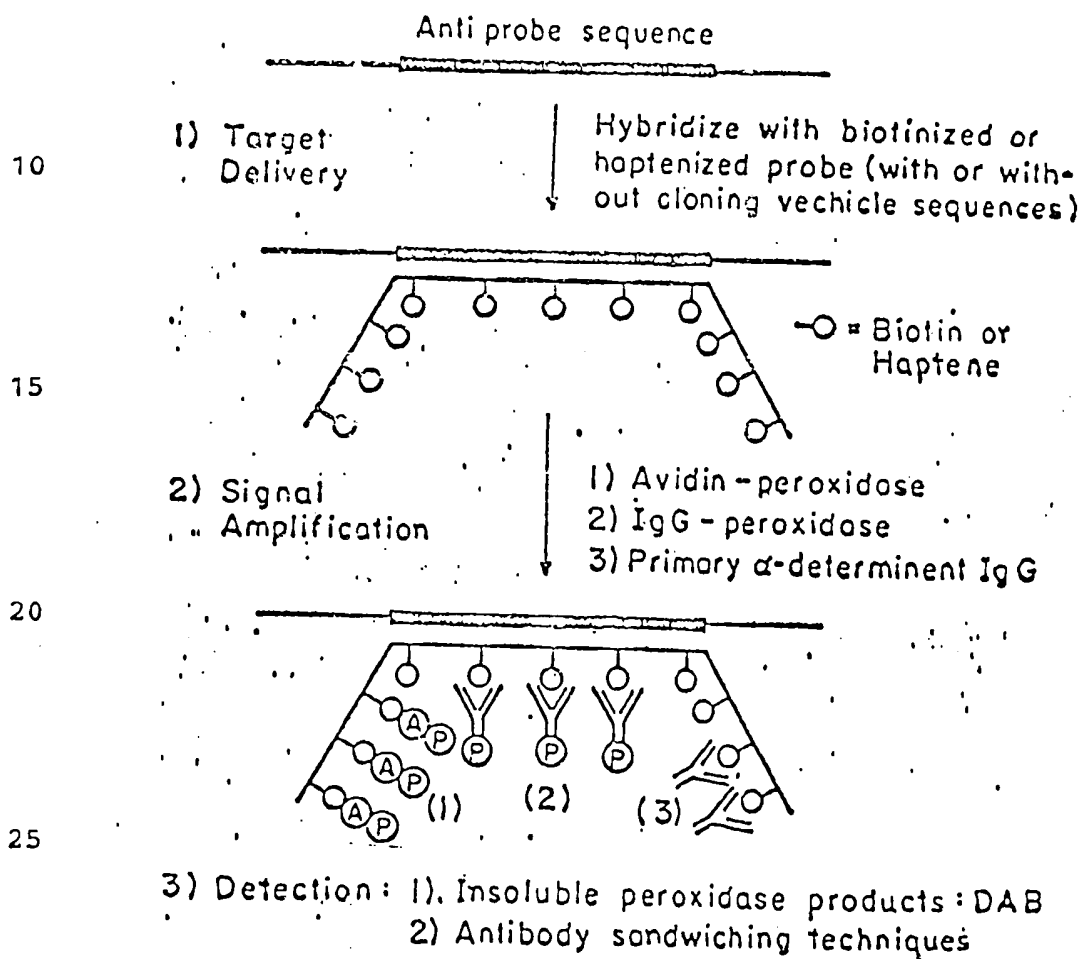 Anti probe sequence
1) Target
Delivery
Hybridize with biotinized or
haptenized probe (with or with-
out cloning vechicle sequences)
10
= Biotin or
Haptene
15
2) Signal
Amplification
1) Avidin-peroxidase
2) IgG-peroxidase
3) Primary α-determinent IgG
20
A P
A P
A P
P
P
P
(1)
(2)
(3)
25
3) Detection: 1). Insoluble peroxidase products: DAB
2) Antibody sandwiching techniques